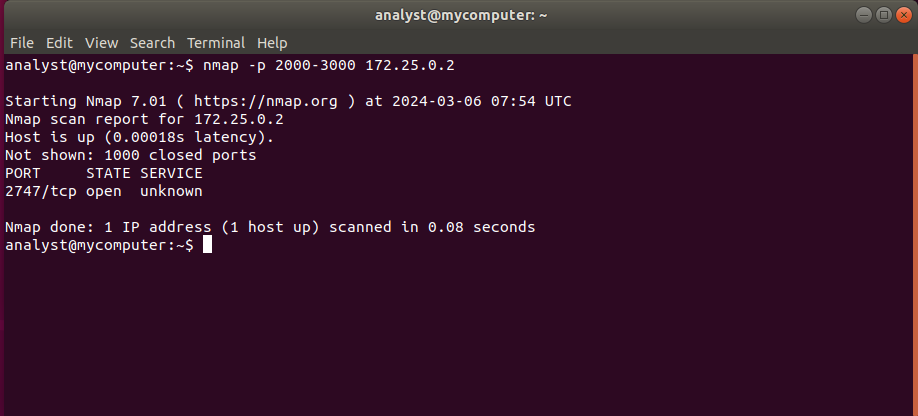 analyst@mycomputer: ~
File Edit View Search Terminal Help
analyst@mycomputer:~$ nmap -p 2000-3000 172.25.0.2
Starting Nmap 7.01 ( https://nmap.org ) at 2024-03-06 07:54 UTC
Nmap scan report for 172.25.0.2
Host is up (0.00018s latency).
Not shown: 1000 closed ports
PORT     STATE SERVICE
2747/tcp open  unknown
Nmap done: 1 IP address (1 host up) scanned in 0.08 seconds
analyst@mycomputer:~$